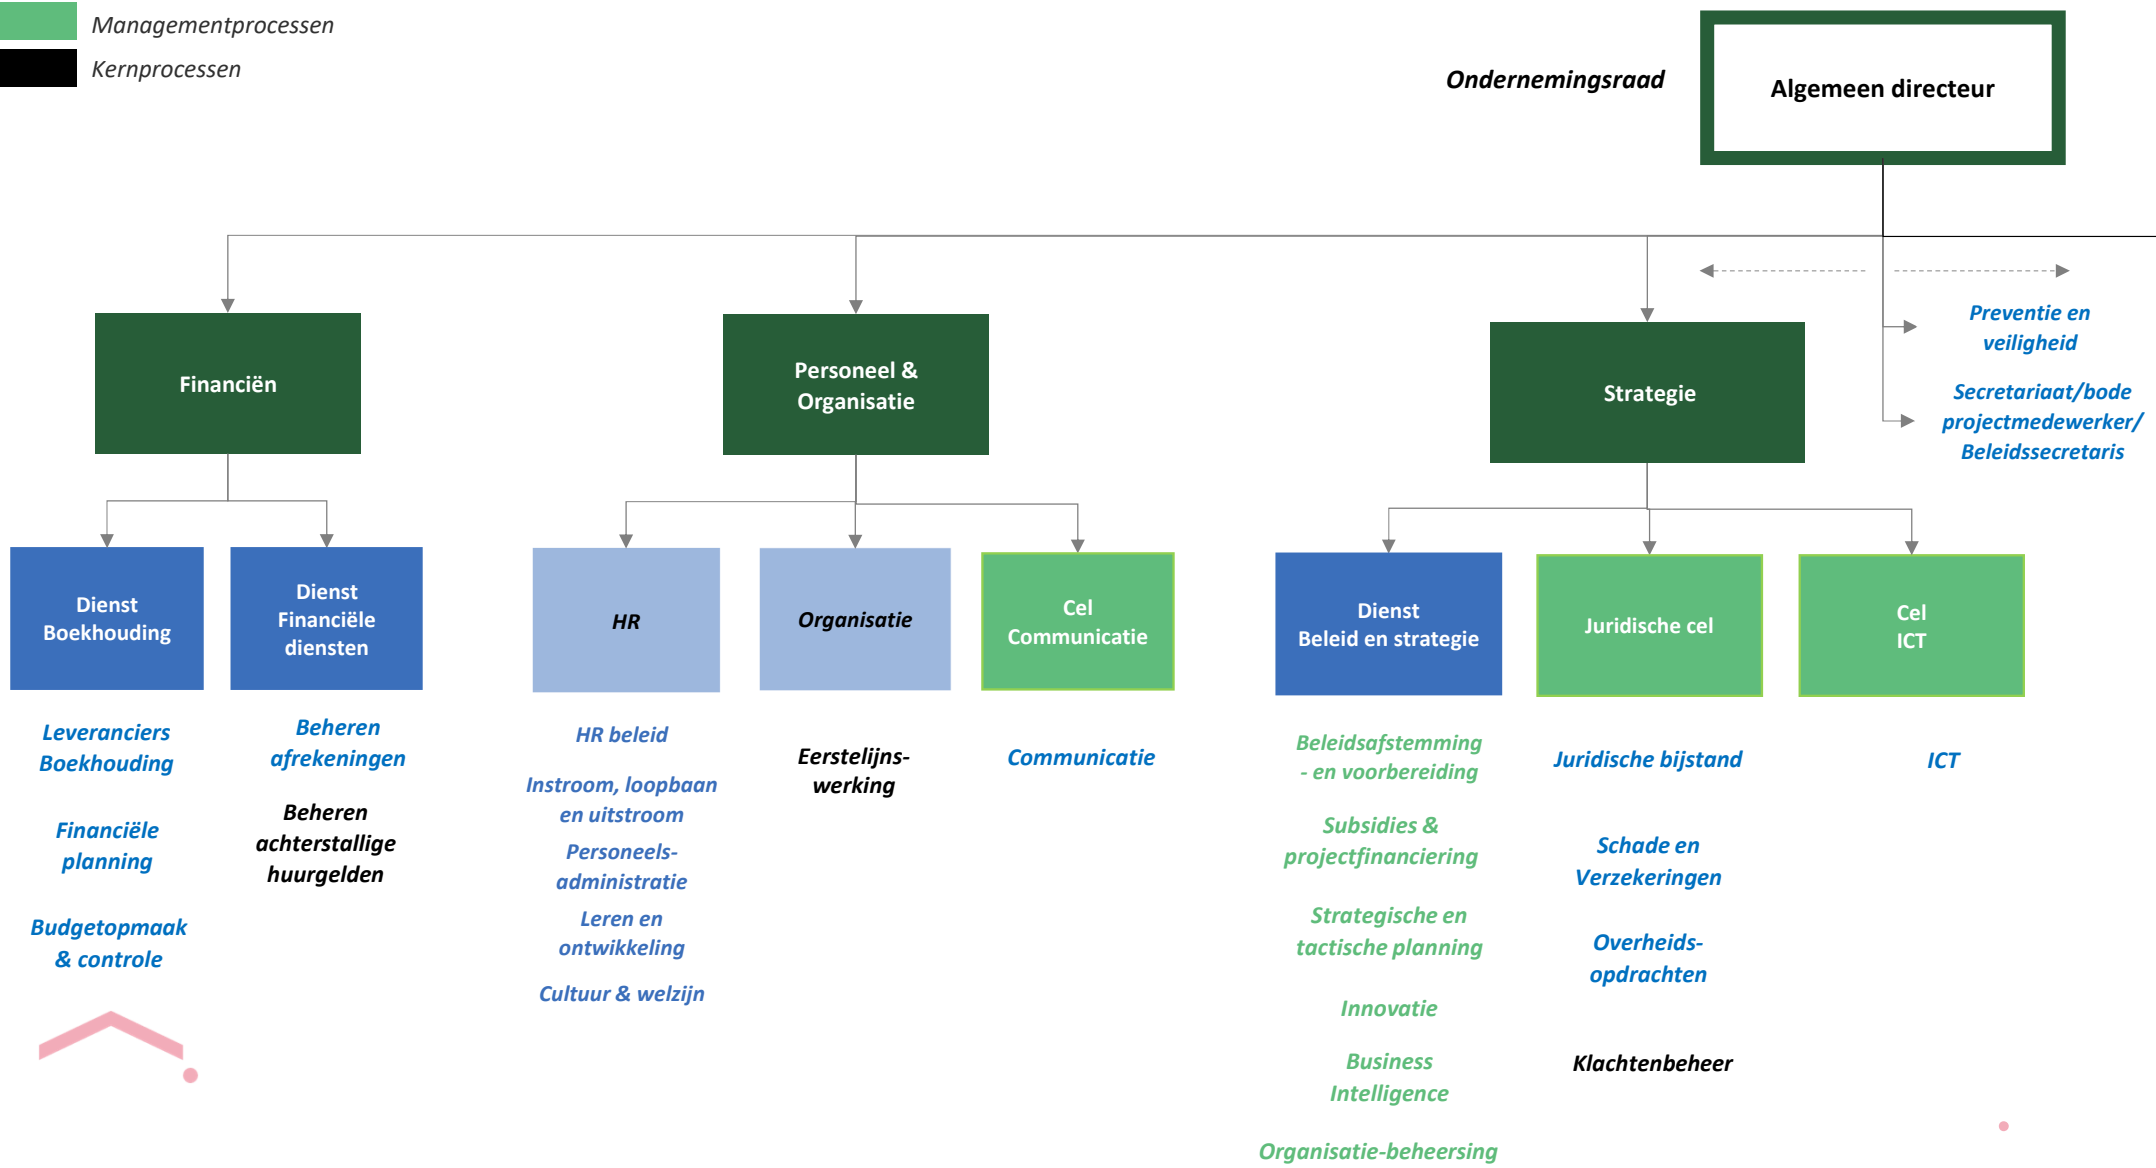 Managementprocessen
Kernprocessen
Ondernemingsraad
Algemeen directeur
Preventie en
veiligheid
Secretariaat/bode
projectmedewerker/
Beleidssecretaris
Financiën
Personeel &
Organisatie
Strategie
Dienst
Boekhouding
Dienst
Financiële
diensten
HR
Organisatie
Cel
Communicatie
Dienst
Beleid en strategie
Juridische cel
Cel
ICT
Leveranciers
Boekhouding
Financiële
planning
Budgetopmaak
& controle
Beheren
afrekeningen
Beheren
achterstallige
huurgelden
HR beleid
Instroom, loopbaan
en uitstroom
Personeels-
administratie
Leren en
ontwikkeling
Cultuur & welzijn
Eerstelijns-
werking
Communicatie
Beleidsafstemming
- en voorbereiding
Subsidies &
projectfinanciering
Strategische en
tactische planning
Innovatie
Business
Intelligence
Organisatie-beheersing
Juridische bijstand
Schade en
Verzekeringen
Overheids-
opdrachten
Klachtenbeheer
ICT